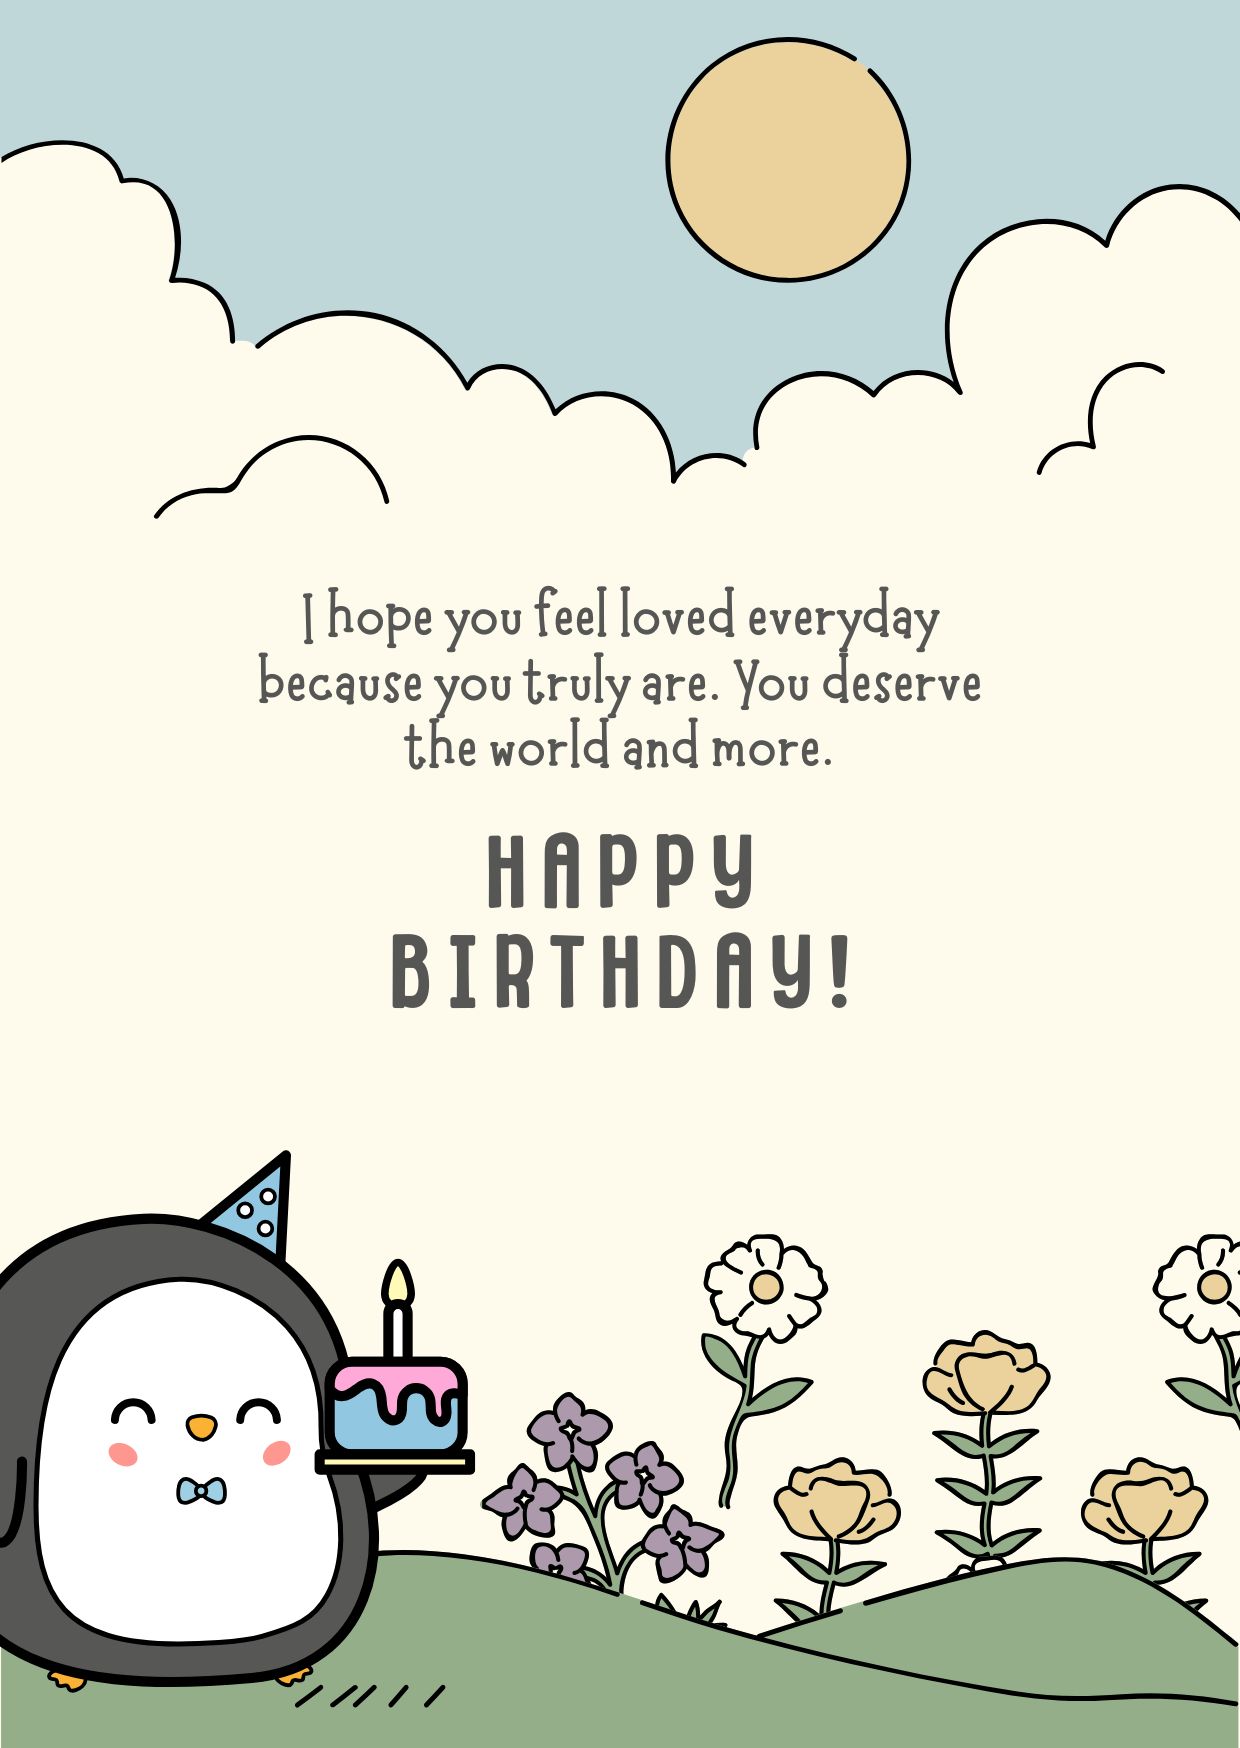 I hope you feel loved everyday
because you truly are. You deserve
the world and more.
HAPPY
BIRTHDAY!